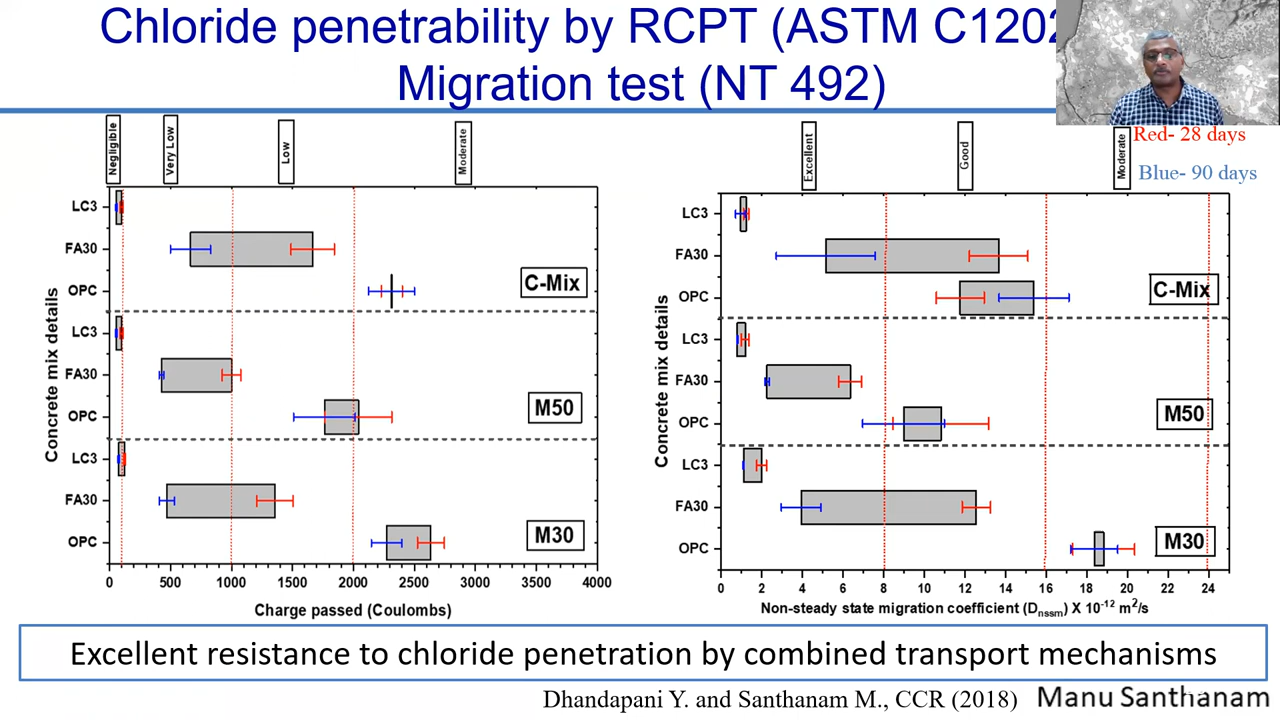 Chloride penetrability by RCPT (ASTM C1202
Migration test (NT 492)
Red- 28 days
Blue- 90 days
Negligible
Very Low
Low
Moderate
LC3
FA30
OPC
C-Mix
LC3
FA30
OPC
M50
LC3
FA30
OPC
M30
Concrete mix details
0 500 1000 1500 2000 2500 3000 3500 4000
Charge passed (Coulombs)
Excellent
Good
Moderate
LC3
FA30
OPC
C-Mix
LC3
FA30
OPC
M50
LC3
FA30
OPC
M30
Concrete mix details
0 2 4 6 8 10 12 14 16 18 20 22 24
Non-steady state migration coefficient (Dnssm) X 10⁻¹² m²/s
Excellent resistance to chloride penetration by combined transport mechanisms
Dhandapani Y. and Santhanam M., CCR (2018)
Manu Santhanam